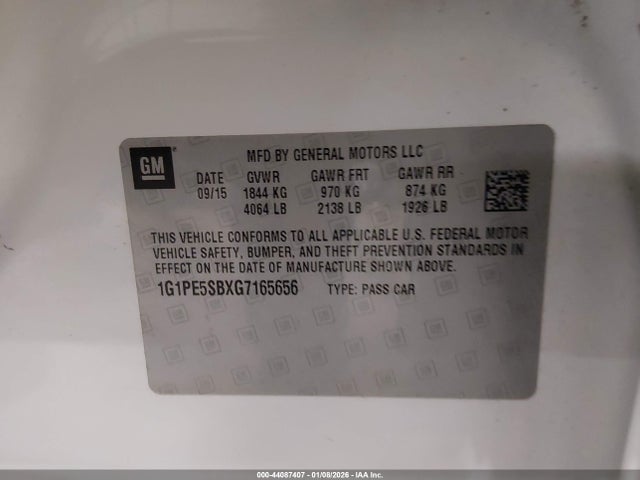 GM
MFD BY GENERAL MOTORS LLC
DATE GVWR GAWR FRT GAWR RR
09/15 1844 KG 970 KG 874 KG
4064 LB 2138 LB 1926 LB
THIS VEHICLE CONFORMS TO ALL APPLICABLE U.S. FEDERAL MOTOR
VEHICLE SAFETY, BUMPER, AND THEFT PREVENTION STANDARDS IN
EFFECT ON THE DATE OF MANUFACTURE SHOWN ABOVE.
1G1PE5SBXG7165656 TYPE: PASS CAR
000-44087407 - 01/08/2026 - IAA Inc.